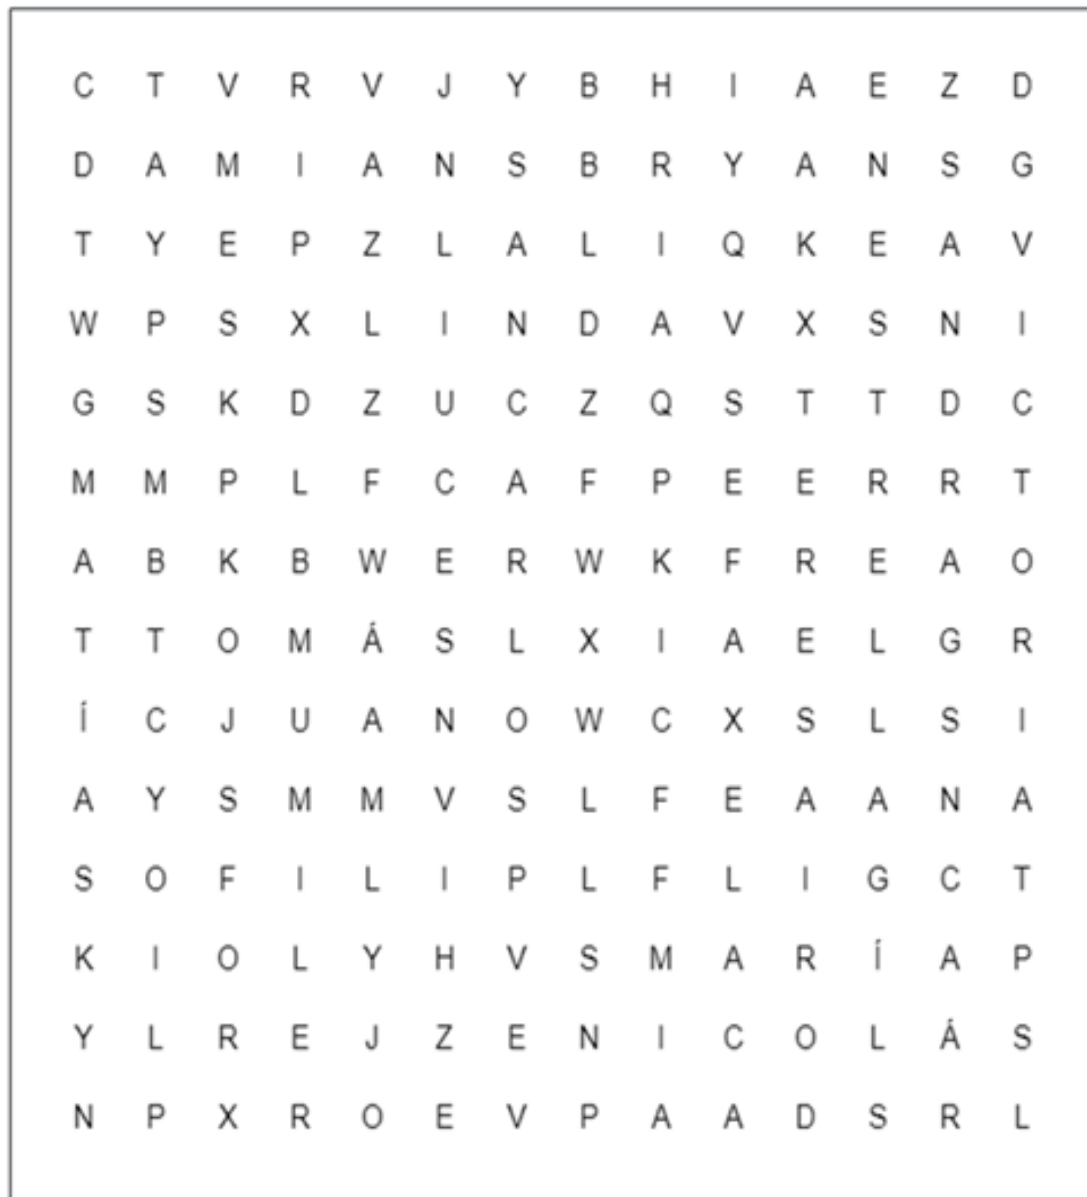 C T V R V J Y B H I A E Z D
D A M I A N S B R Y A N S G
T Y E P Z L A L I Q K E A V
W P S X L I N D A V X S N I
G S K D Z U C Z Q S T T D C
M M P L F C A F P E E R R T
A B K B W E R W K F R E A O
T T O M Á S L X I A E L G R
Í C J U A N O W C X S L S I
A Y S M M V S L F E A A N A
S O F I L I P L F L I G C T
K I O L Y H V S M A R Í A P
Y L R E J Z E N I C O L Á S
N P X R O E V P A A D S R L